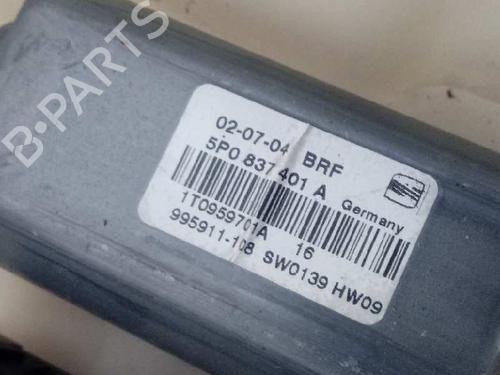 B-PARTS
02-07-04 BRF
5P0 837 401 A Germany
1T0959701A 16
995911-108 SW0139 HW09